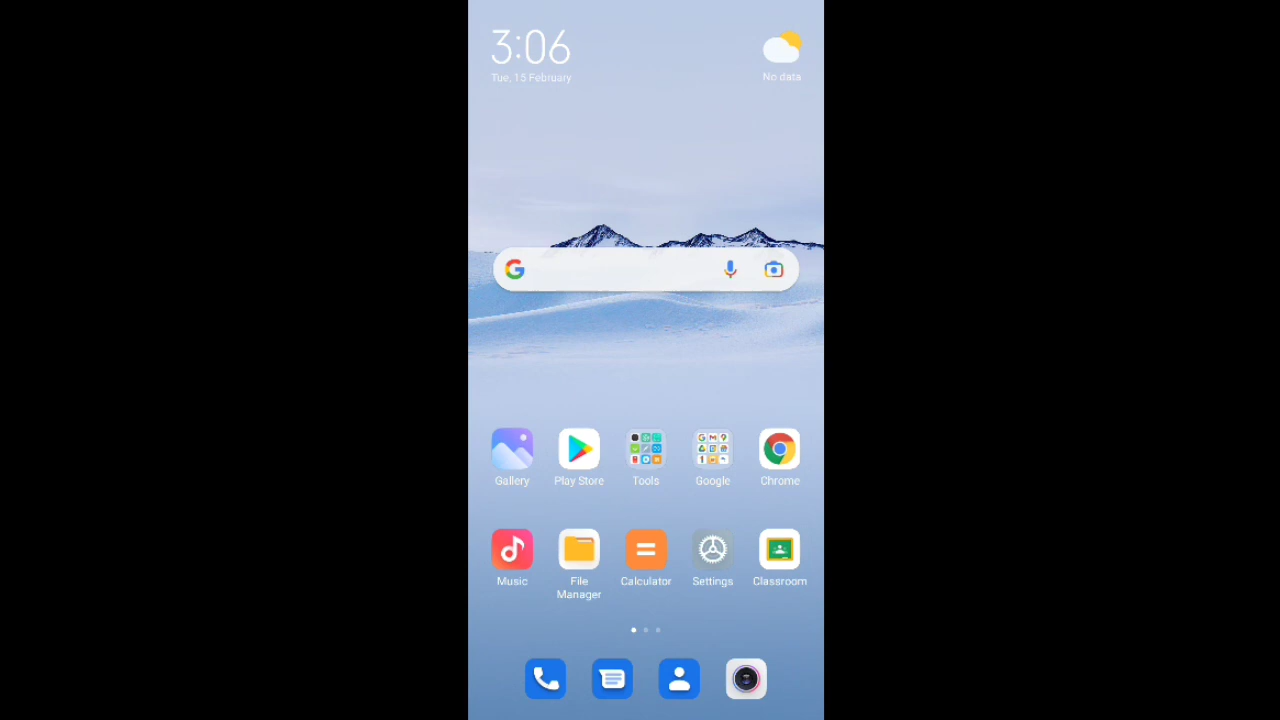 3:06
Tue, 15 February
No data
Gallery
Play Store
Tools
Google
Chrome
Music
File
Manager
Calculator
Settings
Classroom